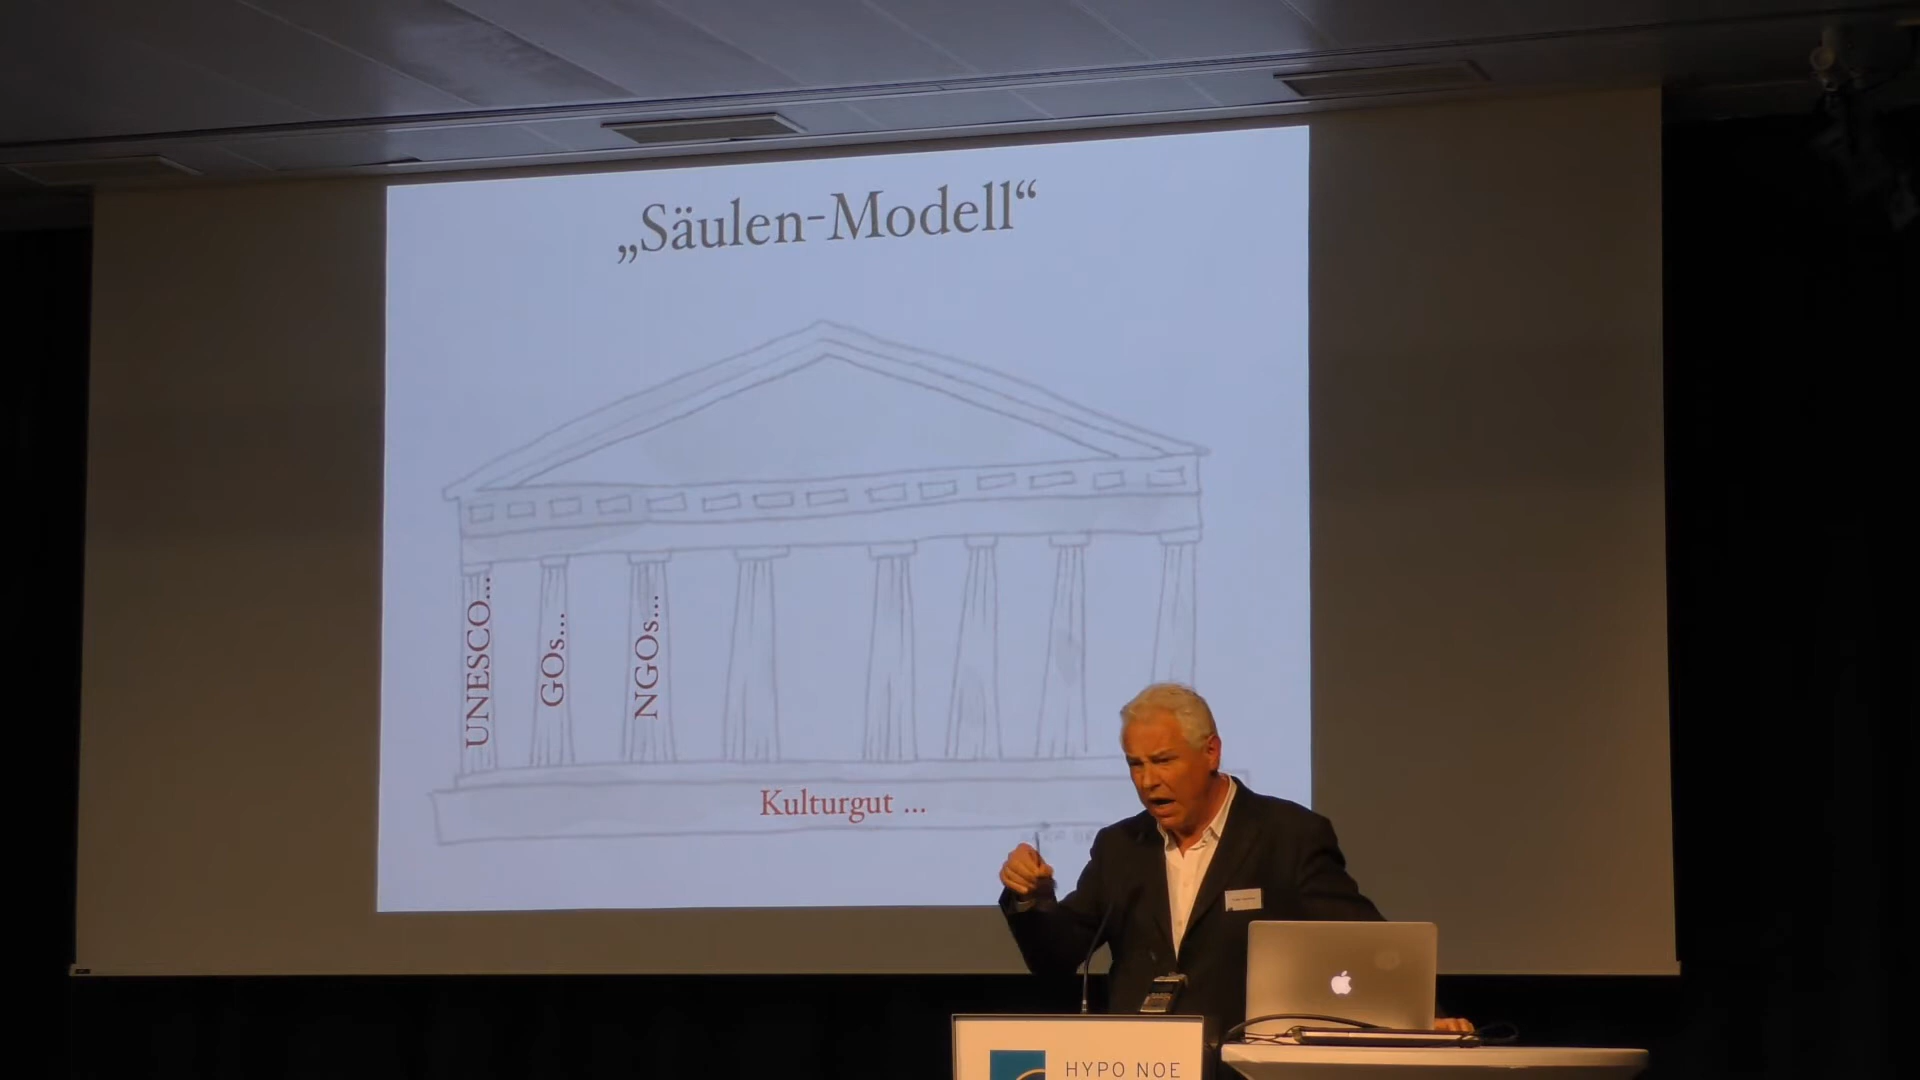 „Säulen-Modell“
UNESCO...
GOs...
NGOs...
Kulturgut ...
HYPO NOE